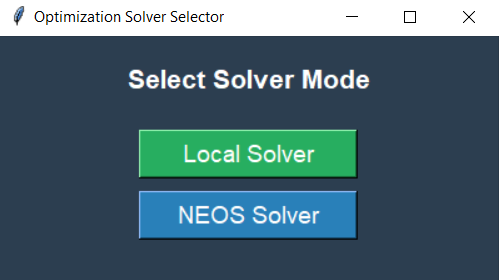 Optimization Solver Selector
Select Solver Mode
Local Solver
NEOS Solver